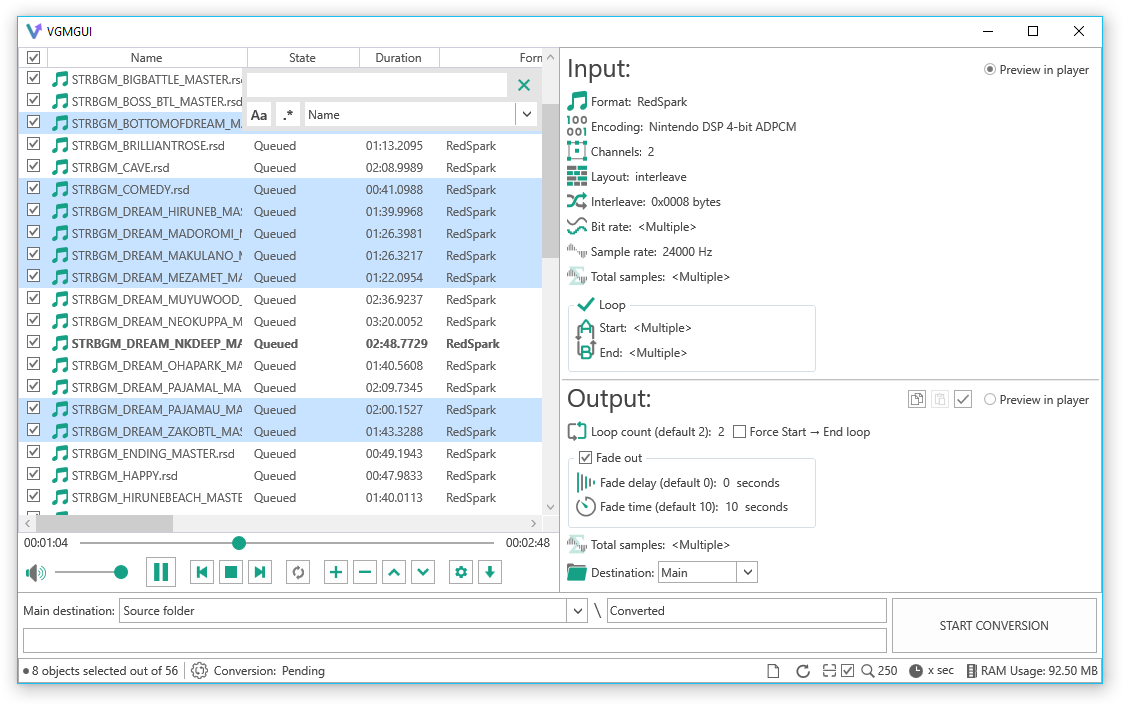 VGMGUI
Name State Duration Form
STRBGM_BIGBATTLE_MASTER.rsd
STRBGM_BOSS_BTL_MASTER.rsd
Aa .* Name
STRBGM_BOTTOMOFDREAM_MA
STRBGM_BRILLIANTROSE.rsd Queued 01:13.2095 RedSpark
STRBGM_CAVE.rsd Queued 02:08.9989 RedSpark
STRBGM_COMEDY.rsd Queued 00:41.0988 RedSpark
STRBGM_DREAM_HIRUNEB_MAS Queued 01:39.9968 RedSpark
STRBGM_DREAM_MADOROMI_M Queued 01:26.3981 RedSpark
STRBGM_DREAM_MAKULANO_M Queued 01:26.3217 RedSpark
STRBGM_DREAM_MEZAMET_MA Queued 01:22.0954 RedSpark
STRBGM_DREAM_MUYUWOOD_ Queued 02:36.9237 RedSpark
STRBGM_DREAM_NEOKUPPA_M Queued 03:20.0052 RedSpark
STRBGM_DREAM_NKDEEP_MA Queued 02:48.7729 RedSpark
STRBGM_DREAM_OHAPARK_MA Queued 01:40.5608 RedSpark
STRBGM_DREAM_PAJAMAL_MA Queued 02:09.7345 RedSpark
STRBGM_DREAM_PAJAMAU_MA Queued 02:00.1527 RedSpark
STRBGM_DREAM_ZAKOBTL_MAS Queued 01:43.3288 RedSpark
STRBGM_ENDING_MASTER.rsd Queued 00:49.1943 RedSpark
STRBGM_HAPPY.rsd Queued 00:47.9833 RedSpark
STRBGM_HIRUNEBEACH_MASTE Queued 01:40.0113 RedSpark
00:01:04 00:02:48
Input: Preview in player
Format: RedSpark
Encoding: Nintendo DSP 4-bit ADPCM
Channels: 2
Layout: interleave
Interleave: 0x0008 bytes
Bit rate: <Multiple>
Sample rate: 24000 Hz
Total samples: <Multiple>
Loop
Start: <Multiple>
End: <Multiple>
Output: Preview in player
Loop count (default 2): 2 Force Start → End loop
Fade out
Fade delay (default 0): 0 seconds
Fade time (default 10): 10 seconds
Total samples: <Multiple>
Destination: Main
Main destination: Source folder \ Converted
START CONVERSION
8 objects selected out of 56 Conversion: Pending 250 x sec RAM Usage: 92.50 MB